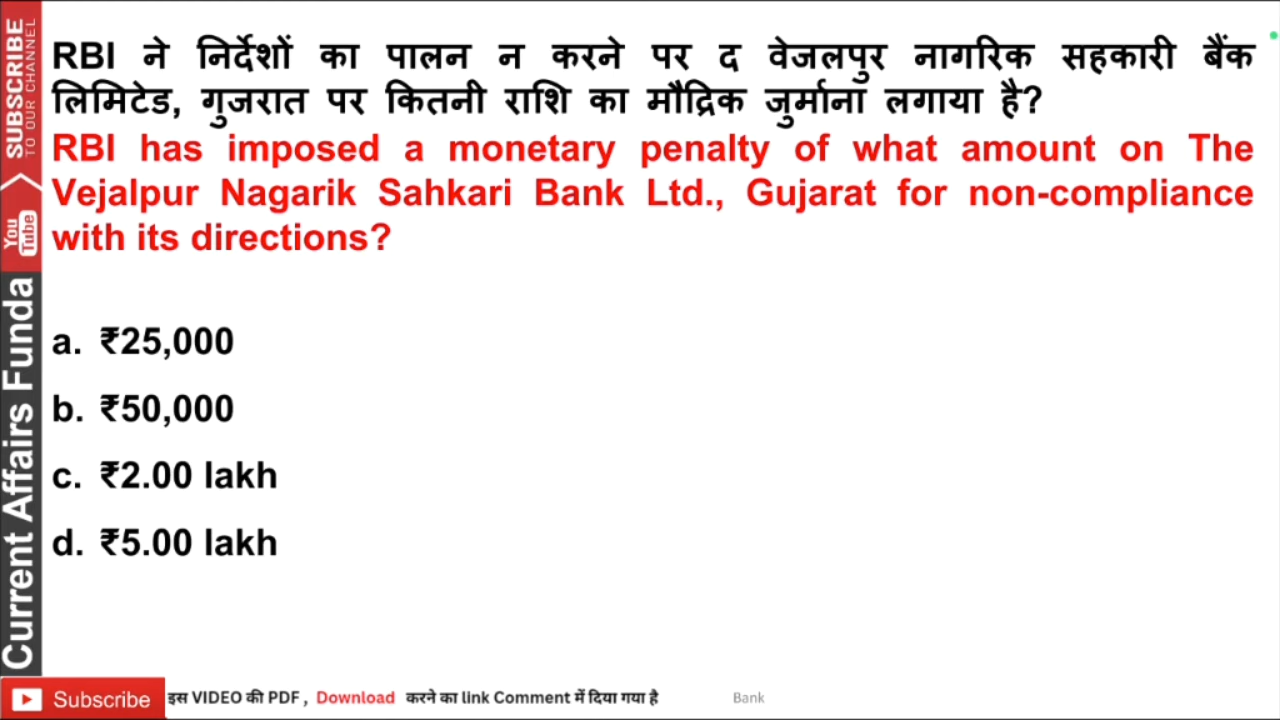 RBI ने निर्देशों का पालन न करने पर द वेजलपुर नागरिक सहकारी बैंक
लिमिटेड, गुजरात पर कितनी राशि का मौद्रिक जुर्माना लगाया है?
RBI has imposed a monetary penalty of what amount on The
Vejalpur Nagarik Sahkari Bank Ltd., Gujarat for non-compliance
with its directions?
a. ₹25,000
b. ₹50,000
c. ₹2.00 lakh
d. ₹5.00 lakh
SUBSCRIBE
TO OUR CHANNEL
You
Tube
Current Affairs Funda
Subscribe
इस VIDEO की PDF , Download करने का link Comment में दिया गया है
Bank